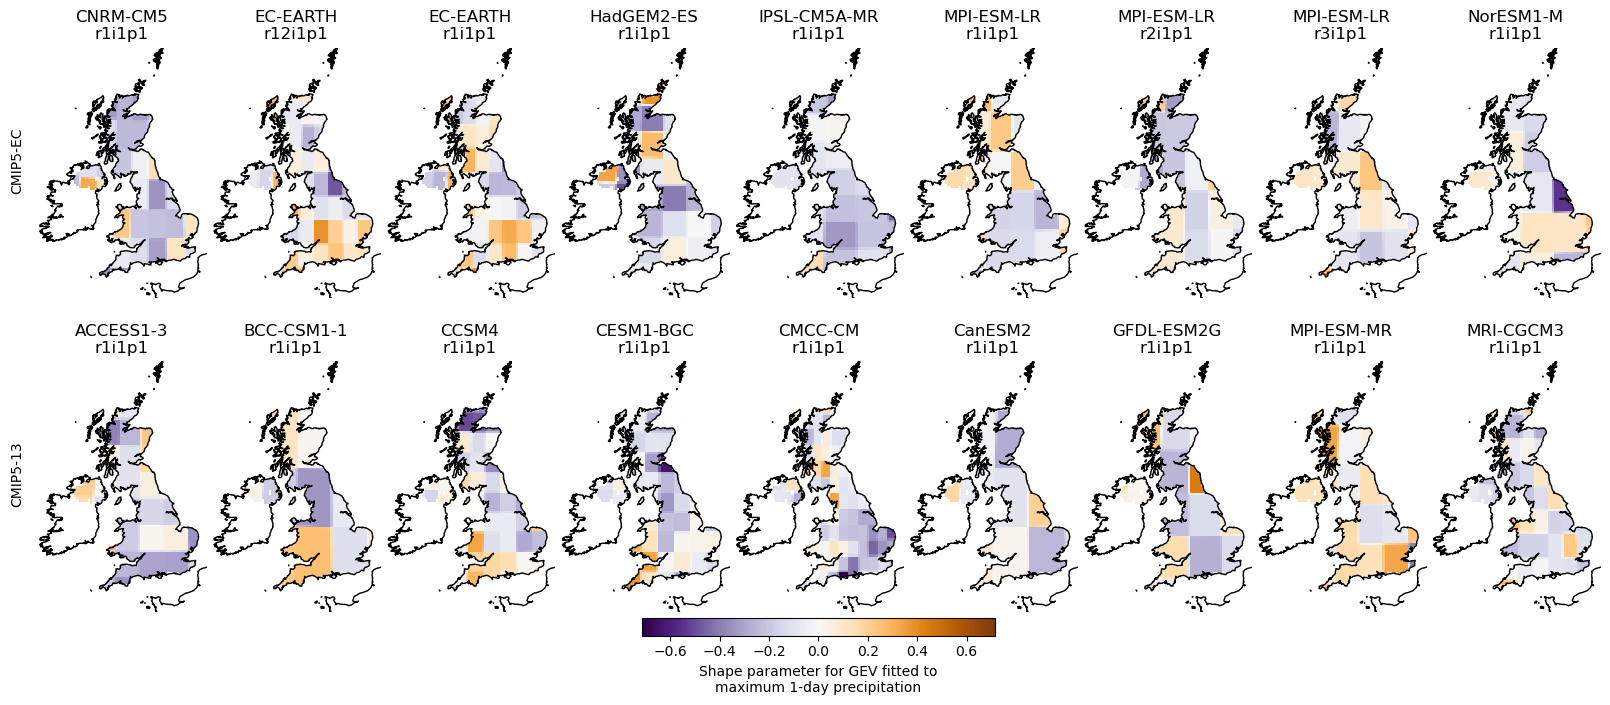 CNRM-CM5
r1i1p1
EC-EARTH
r12i1p1
EC-EARTH
r1i1p1
HadGEM2-ES
r1i1p1
IPSL-CM5A-MR
r1i1p1
MPI-ESM-LR
r1i1p1
MPI-ESM-LR
r2i1p1
MPI-ESM-LR
r3i1p1
NorESM1-M
r1i1p1
CMIP5-EC
ACCESS1-3
r1i1p1
BCC-CSM1-1
r1i1p1
CCSM4
r1i1p1
CESM1-BGC
r1i1p1
CMCC-CM
r1i1p1
CanESM2
r1i1p1
GFDL-ESM2G
r1i1p1
MPI-ESM-MR
r1i1p1
MRI-CGCM3
r1i1p1
CMIP5-13
−0.6 −0.4 −0.2 0.0 0.2 0.4 0.6
Shape parameter for GEV fitted to
maximum 1-day precipitation